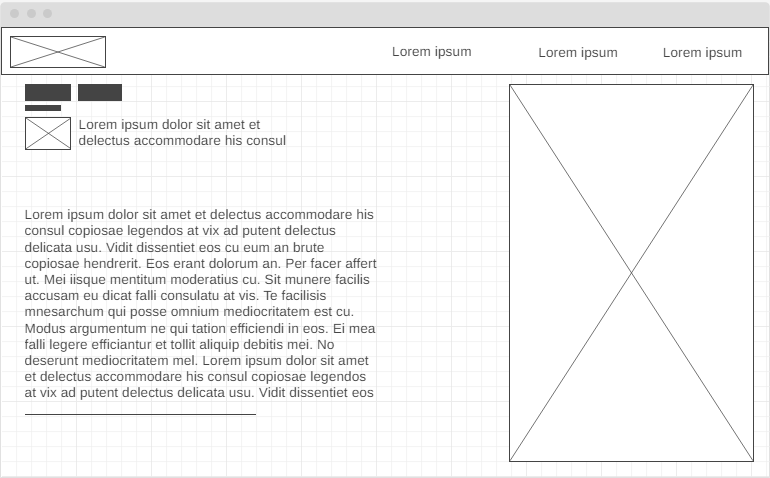 Lorem ipsum Lorem ipsum Lorem ipsum
Lorem ipsum dolor sit amet et
delectus accommodare his consul
Lorem ipsum dolor sit amet et delectus accommodare his
consul copiosae legendos at vix ad putent delectus
delicata usu. Vidit dissentiet eos cu eum an brute
copiosae hendrerit. Eos erant dolorum an. Per facer affert
ut. Mei iisque mentitum moderatius cu. Sit munere facilis
accusam eu dicat falli consulatu at vis. Te facilisis
mnesarchum qui posse omnium mediocritatem est cu.
Modus argumentum ne qui tation efficiendi in eos. Ei mea
falli legere efficiantur et tollit aliquip debitis mei. No
deserunt mediocritatem mel. Lorem ipsum dolor sit amet
et delectus accommodare his consul copiosae legendos
at vix ad putent delectus delicata usu. Vidit dissentiet eos